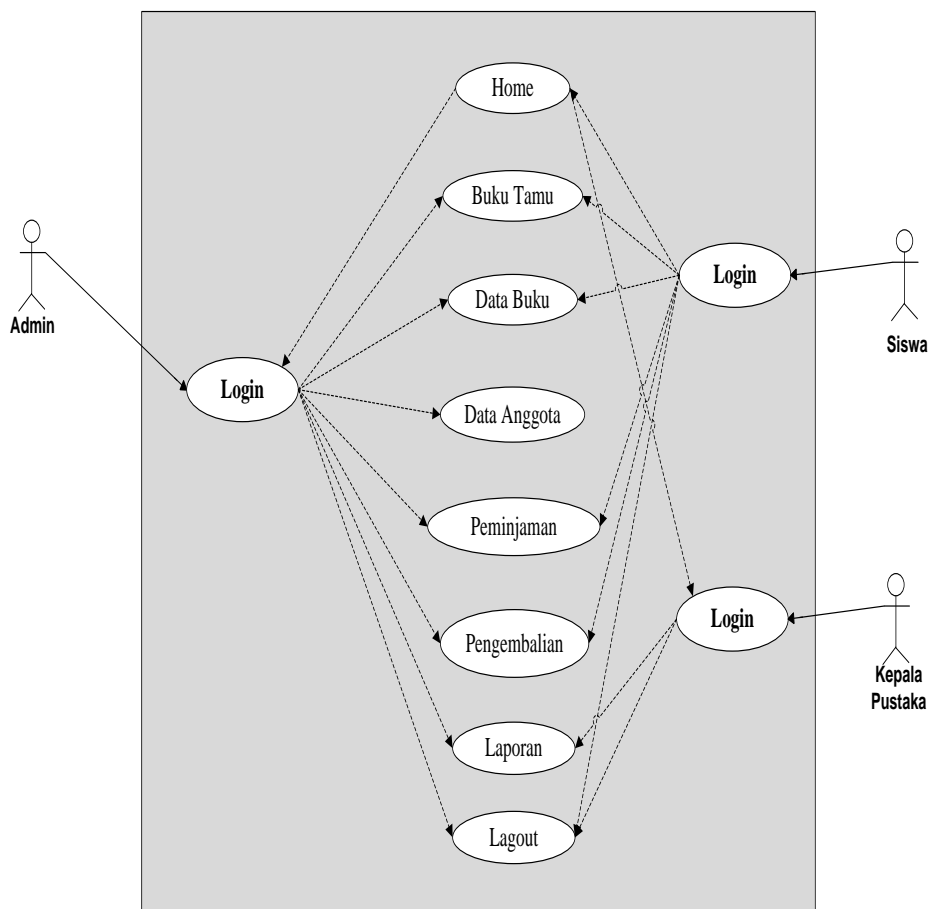 Home
Buku Tamu
Login
Data Buku
Admin
Siswa
Login
Data Anggota
Peminjaman
Login
Pengembalian
Kepala
Pustaka
Laporan
Lagout